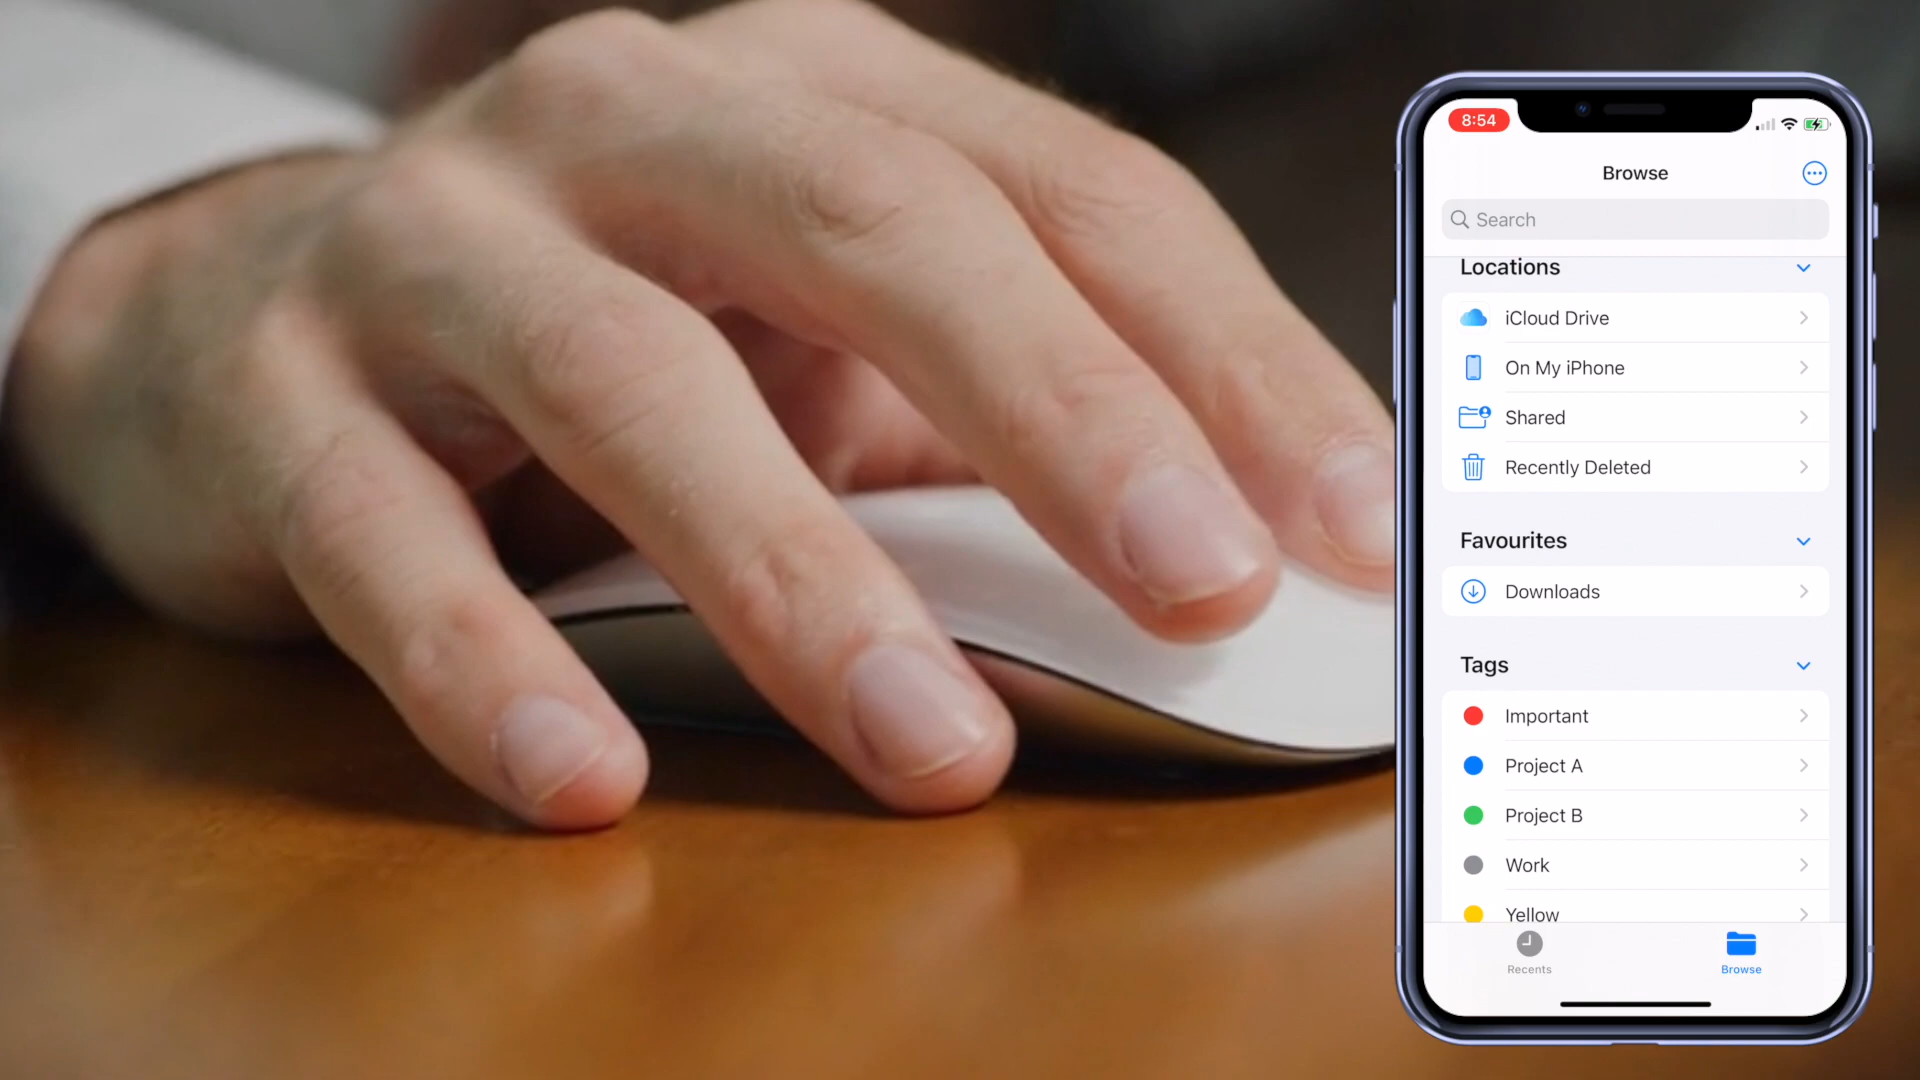 8:54
Browse
Search
Locations
iCloud Drive
On My iPhone
Shared
Recently Deleted
Favourites
Downloads
Tags
Important
Project A
Project B
Work
Yellow
Recents
Browse